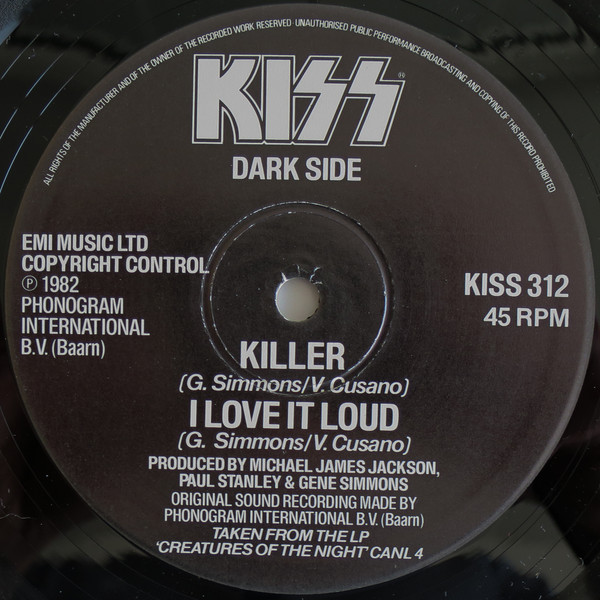 ALL RIGHTS OF THE MANUFACTURER AND OF THE OWNER OF THE RECORDED WORK RESERVED UNAUTHORISED PUBLIC PERFORMANCE BROADCASTING AND COPYING OF THIS RECORD PROHIBITED
KISS®
DARK SIDE
EMI MUSIC LTD
COPYRIGHT CONTROL
℗ 1982
PHONOGRAM
INTERNATIONAL
B.V. (Baarn)
KISS 312
45 RPM
KILLER
(G. Simmons/V. Cusano)
I LOVE IT LOUD
(G. Simmons/V. Cusano)
PRODUCED BY MICHAEL JAMES JACKSON,
PAUL STANLEY & GENE SIMMONS
ORIGINAL SOUND RECORDING MADE BY
PHONOGRAM INTERNATIONAL B.V. (Baarn)
TAKEN FROM THE LP
'CREATURES OF THE NIGHT' CANL 4